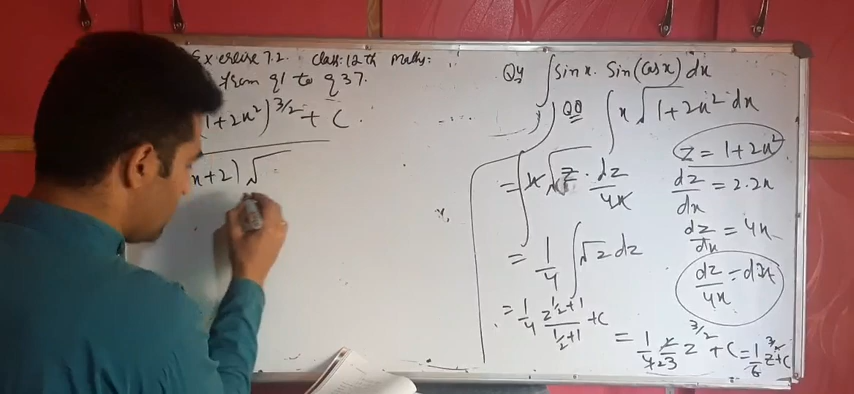 Exercise 7.2. Class: 12th Maths:
from q1 to q37.
(1+2x²)^3/2 + C.
x+2)√
Q4 ∫ Sin x. Sin(Cosx) dx
Q8 ∫ x √1+2x² dx
= ∫ x √z · dz/4x
= 1/4 ∫ √z dz
= 1/4 z^(1/2+1)/(1/2+1) + C
= 1/4 · 2/3 z^3/2 + C = 1/6 z^3/2 + C
z = 1+2x²
dz/dx = 2.2x
dz/dx = 4x
dz/4x = dx